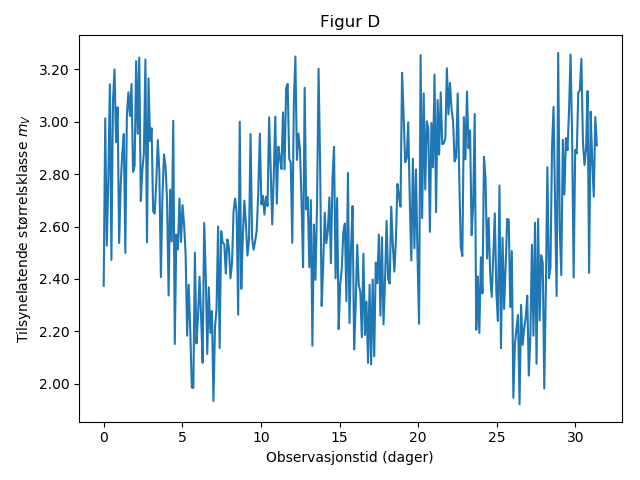 Figur D
Tilsynelatende størrelsklasse m_V
3.20
3.00
2.80
2.60
2.40
2.20
2.00
0 5 10 15 20 25 30
Observasjonstid (dager)